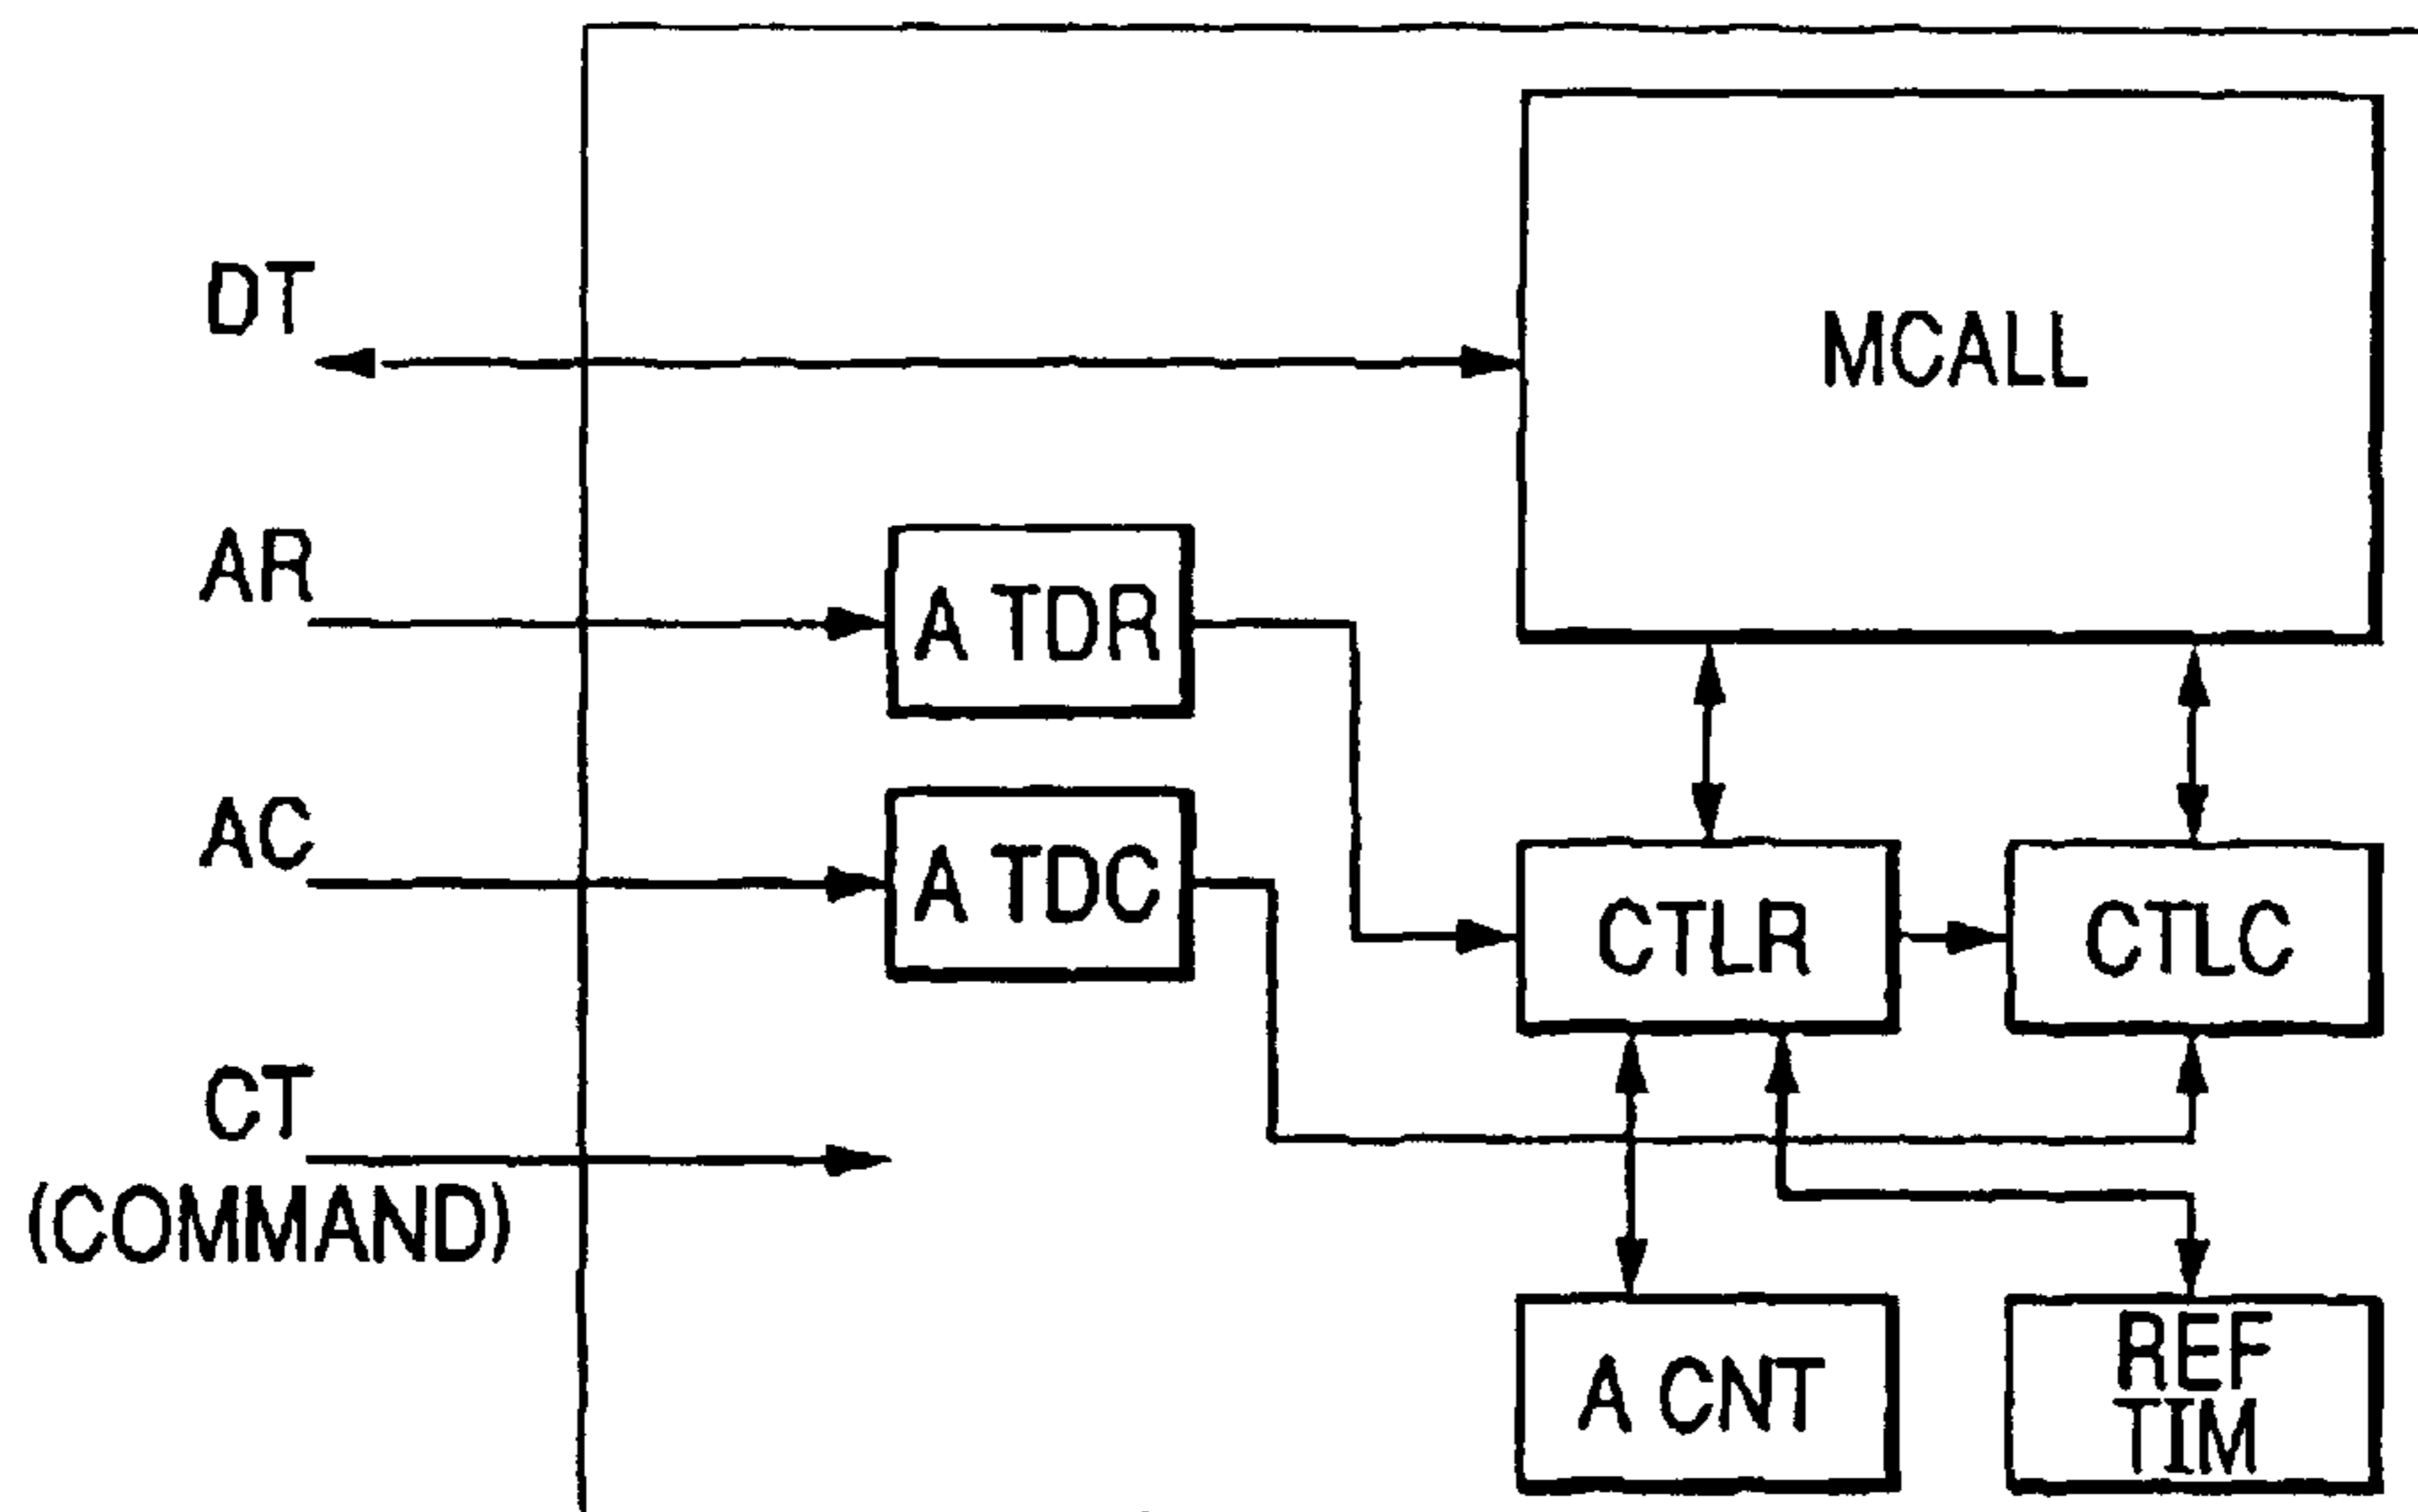 DT
MCALL
AR
A TDR
AC
A TDC
CTLR
CTLC
CT
(COMMAND)
A CNT
REF
TIM